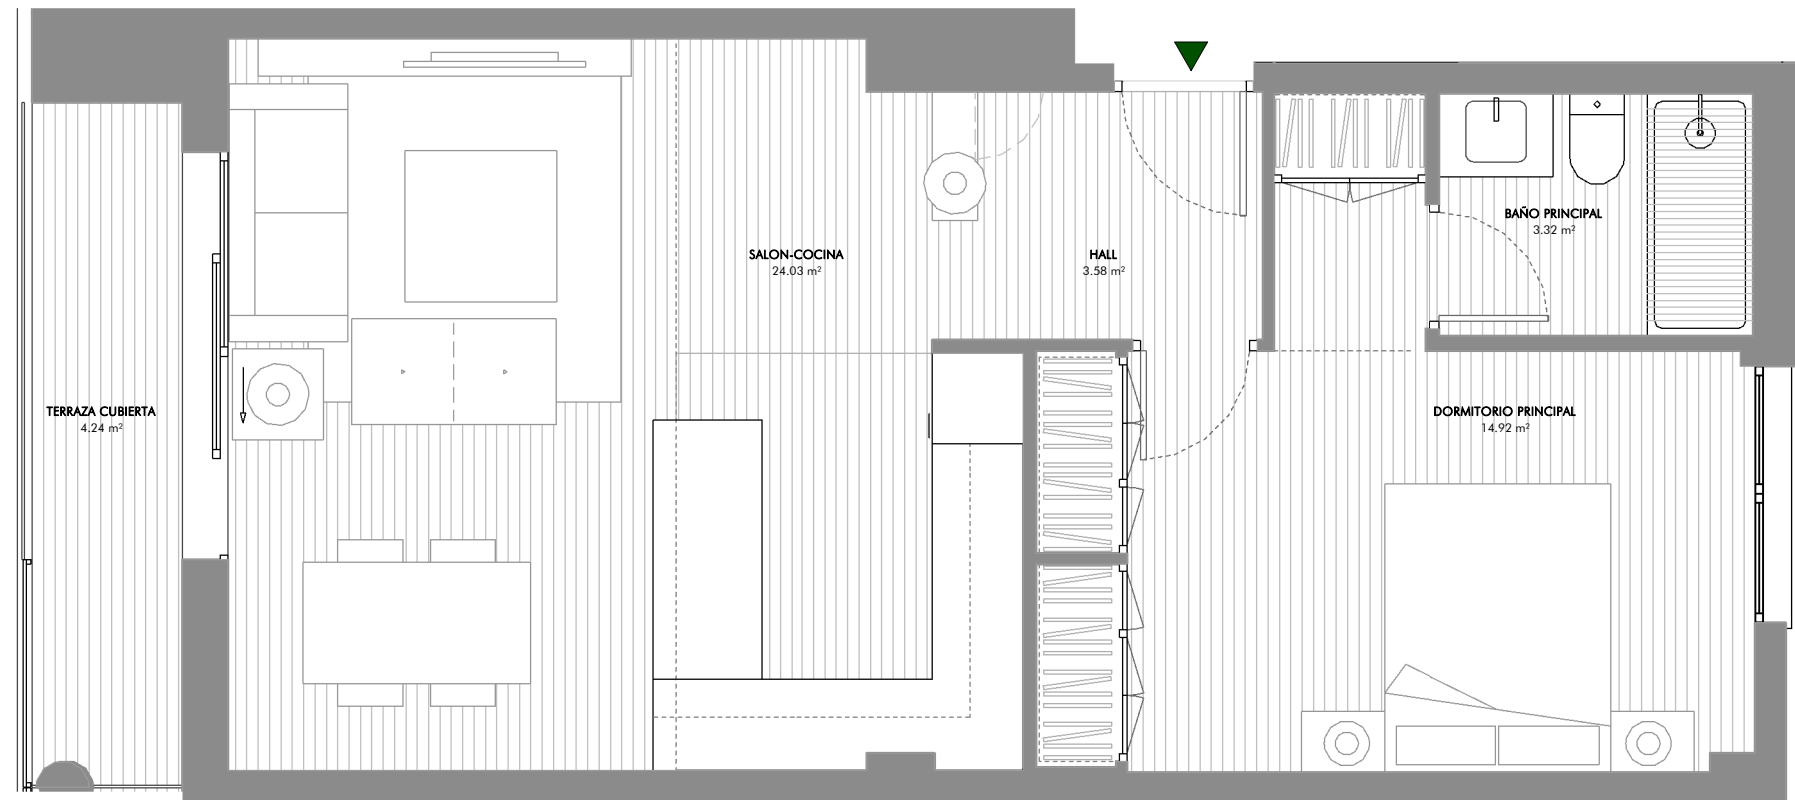 BAÑO PRINCIPAL
3.32 m²
SALON-COCINA
24.03 m²
HALL
3.58 m²
TERRAZA CUBIERTA
4.24 m²
DORMITORIO PRINCIPAL
14.92 m²